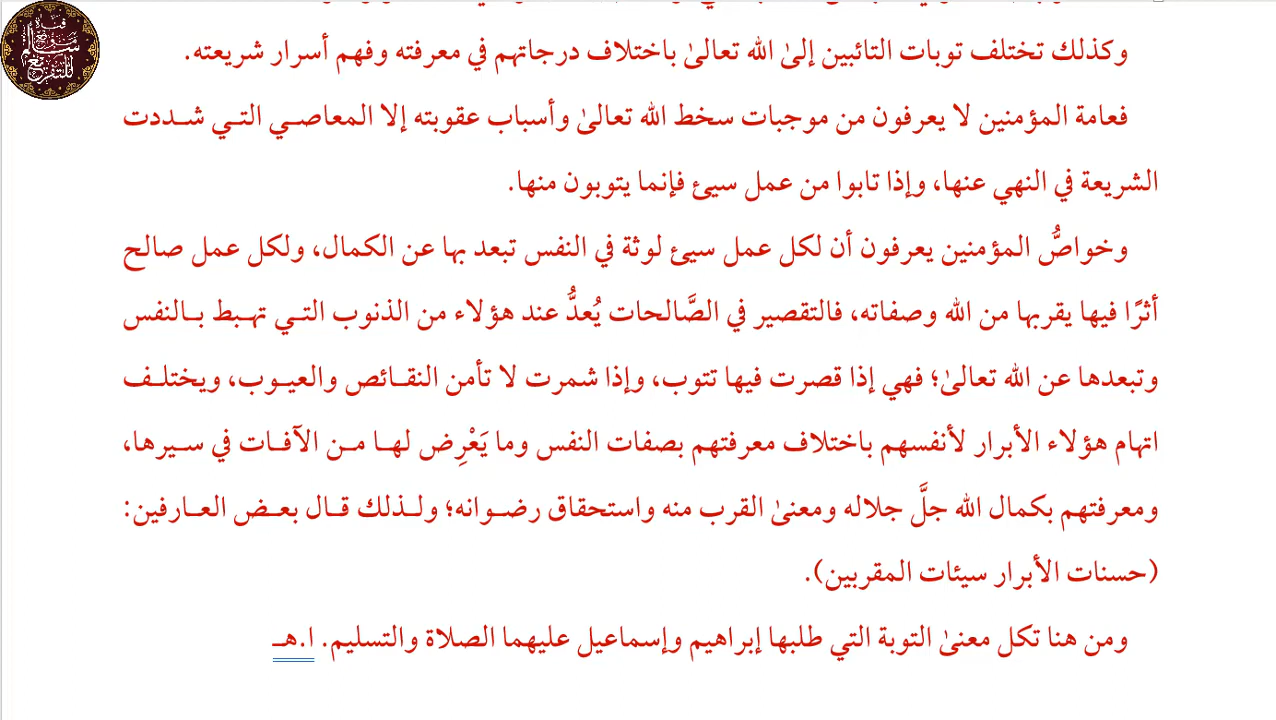 وكذلك تختلف توبات التائبين إلىٰ الله تعالىٰ باختلاف درجاتهم في معرفته وفهم أسرار شريعته.
فعامة المؤمنين لا يعرفون من موجبات سخط الله تعالىٰ وأسباب عقوبته إلا المعاصي التي شددت
الشريعة في النهي عنها، وإذا تابوا من عمل سيئ فإنما يتوبون منها.
وخواصُّ المؤمنين يعرفون أن لكل عمل سيئ لوثة في النفس تبعد بها عن الكمال، ولكل عمل صالح
أثرًا فيها يقربها من الله وصفاته، فالتقصير في الصَّالحات يُعدُّ عند هؤلاء من الذنوب التي تهبط بالنفس
وتبعدها عن الله تعالىٰ؛ فهي إذا قصرت فيها تتوب، وإذا شمرت لا تأمن النقائص والعيوب، ويختلف
اتهام هؤلاء الأبرار لأنفسهم باختلاف معرفتهم بصفات النفس وما يَعْرِض لها من الآفات في سيرها،
ومعرفتهم بكمال الله جلَّ جلاله ومعنىٰ القرب منه واستحقاق رضوانه؛ ولذلك قال بعض العارفين:
(حسنات الأبرار سيئات المقربين).
ومن هنا تكل معنىٰ التوبة التي طلبها إبراهيم وإسماعيل عليهما الصلاة والتسليم. ا.هـ